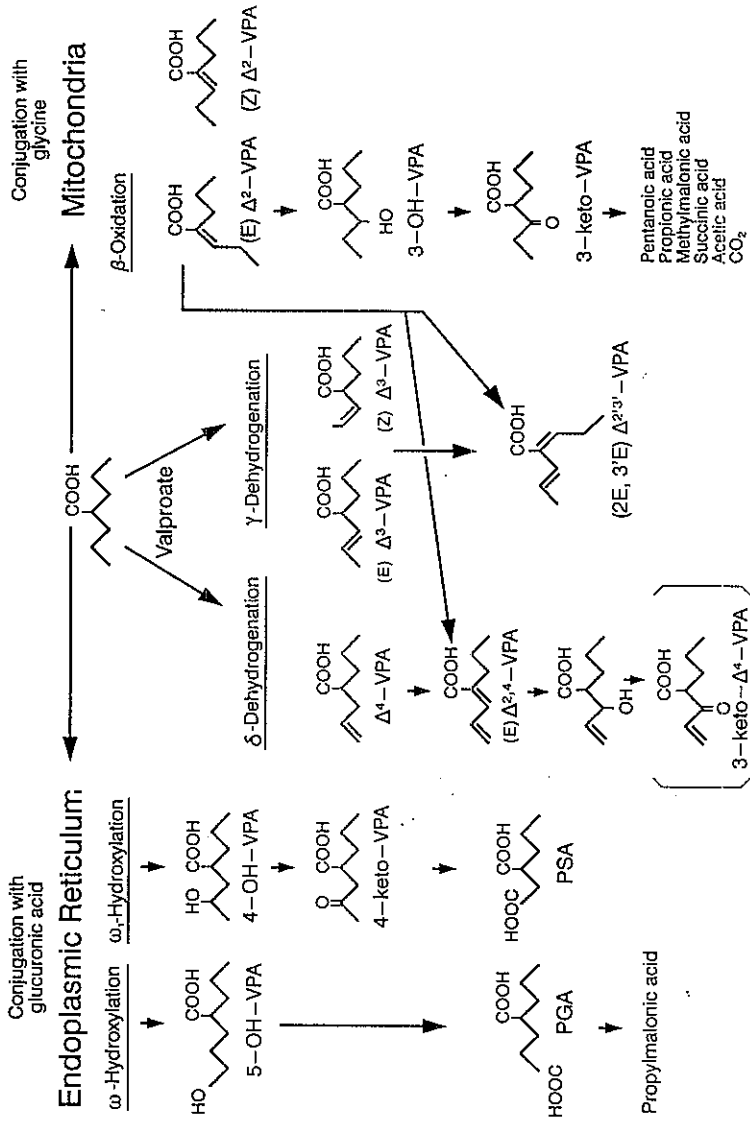 Conjugation with
glucuronic acid
Endoplasmic Reticulum
Conjugation with
glycine
Mitochondria
COOH
Valproate
ω-Hydroxylation
HO
COOH
5-OH-VPA
COOH
HOOC
PGA
Propylmalonic acid
ω₁-Hydroxylation
HO
COOH
4-OH-VPA
COOH
O
4-keto-VPA
HOOC
COOH
PSA
δ-Dehydrogenation
COOH
Δ⁴-VPA
COOH
(E) Δ²,⁴-VPA
COOH
OH
COOH
O
3-keto-Δ⁴-VPA
γ-Dehydrogenation
COOH
(E) Δ³-VPA
COOH
(Z) Δ³-VPA
COOH
(2E, 3'E) Δ²'³'-VPA
β-Oxidation
COOH
(E) Δ²-VPA
COOH
(Z) Δ²-VPA
COOH
HO
3-OH-VPA
COOH
O
3-keto-VPA
Pentanoic acid
Propionic acid
Methylmalonic acid
Succinic acid
Acetic acid
CO₂